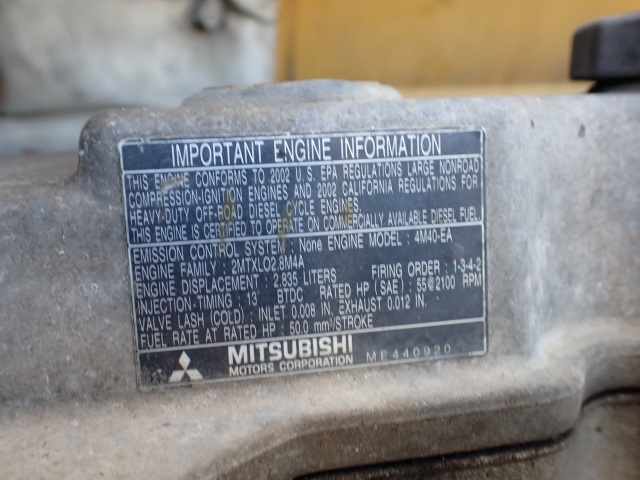 IMPORTANT ENGINE INFORMATION
THIS ENGINE CONFORMS TO 2002 U.S. EPA REGULATIONS LARGE NONROAD
COMPRESSION-IGNITION ENGINES AND 2002 CALIFORNIA REGULATIONS FOR
HEAVY-DUTY OFF-ROAD DIESEL CYCLE ENGINES.
THIS ENGINE IS CERTIFIED TO OPERATE ON COMMERCIALLY AVAILABLE DIESEL FUEL.
EMISSION CONTROL SYSTEM : None ENGINE MODEL : 4M40-EA
ENGINE FAMILY : 2MTXL02.8M4A
ENGINE DISPLACEMENT : 2.835 LITERS FIRING ORDER : 1-3-4-2
INJECTION TIMING : 13° BTDC RATED HP (SAE) : 55@2100 RPM
VALVE LASH (COLD) : INLET 0.008 IN. EXHAUST 0.012 IN.
FUEL RATE AT RATED HP : 50.0 mm³/STROKE
MITSUBISHI
MOTORS CORPORATION ME440920